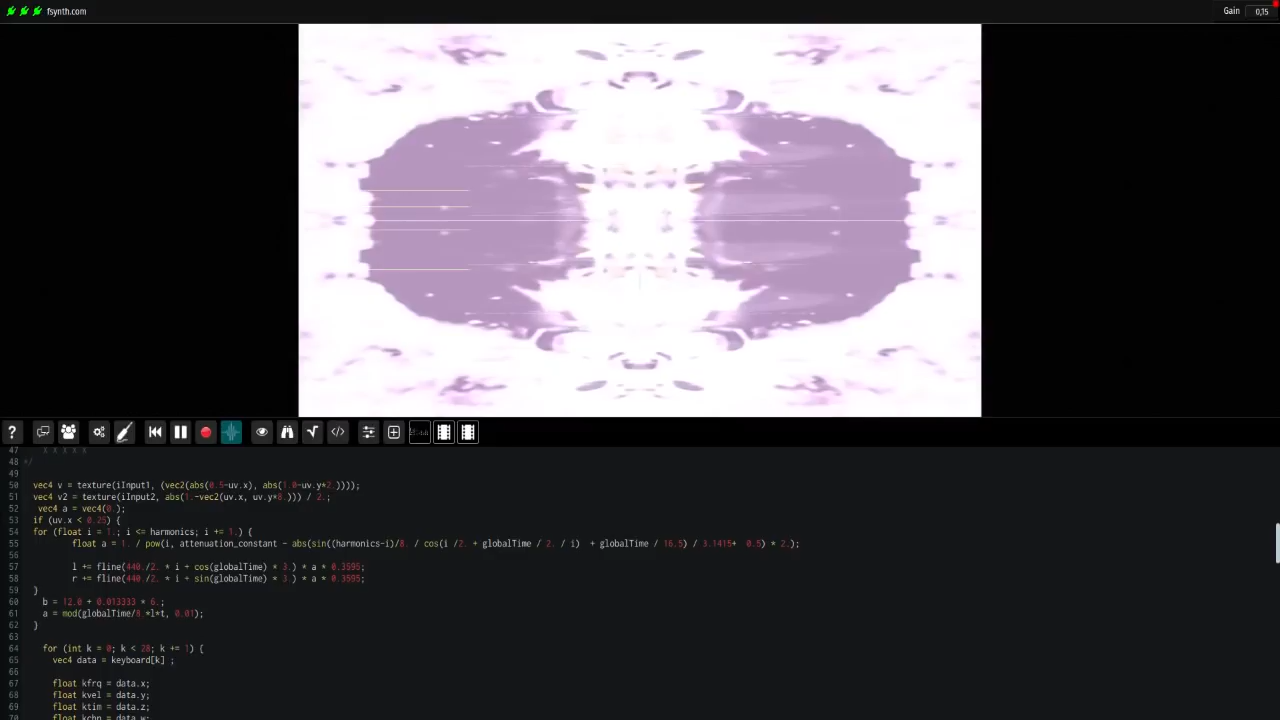 fsynth.com
Gain 0,15
47 x x x x x
48 */
49
50 vec4 v = texture(iInput1, (vec2(abs(0.5-uv.x), abs(1.0-uv.y*2.))));
51 vec4 v2 = texture(iInput2, abs(1.-vec2(uv.x, uv.y*8.))) / 2.;
52 vec4 a = vec4(0.);
53 if (uv.x < 0.25) {
54 for (float i = 1.; i <= harmonics; i += 1.) {
55 float a = 1. / pow(i, attenuation_constant - abs(sin((harmonics-i)/8. / cos(i /2. + globalTime / 2. / i) + globalTime / 16.5) / 3.1415+ 0.5) * 2.);
56
57 l += fline(440./2. * i + cos(globalTime) * 3.) * a * 0.3595;
58 r += fline(440./2. * i + sin(globalTime) * 3.) * a * 0.3595;
59 }
60 b = 12.0 + 0.013333 * 6.;
61 a = mod(globalTime/8.*l*t, 0.01);
62 }
63
64 for (int k = 0; k < 28; k += 1) {
65 vec4 data = keyboard[k] ;
66
67 float kfrq = data.x;
68 float kvel = data.y;
69 float ktim = data.z;
70 float kchn = data.w;